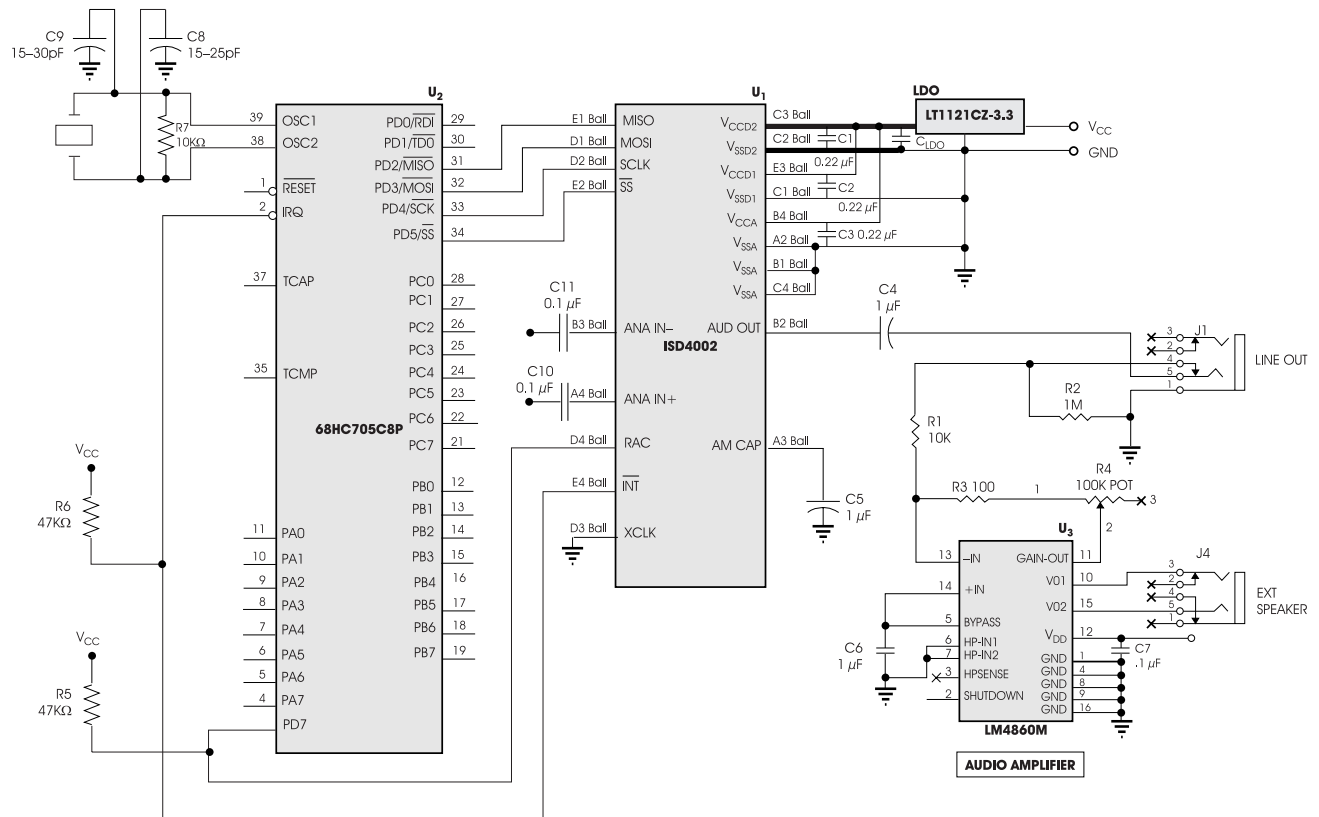 C9
15–30pF
C8
15–25pF
R7
10KΩ
U2
39 OSC1
38 OSC2
1 RESET
2 IRQ
37 TCAP
35 TCMP
68HC705C8P
11 PA0
10 PA1
9 PA2
8 PA3
7 PA4
6 PA5
5 PA6
4 PA7
PD7
PD0/RDI 29
PD1/TD0 30
PD2/MISO 31
PD3/MOSI 32
PD4/SCK 33
PD5/SS 34
PC0 28
PC1 27
PC2 26
PC3 25
PC4 24
PC5 23
PC6 22
PC7 21
PB0 12
PB1 13
PB2 14
PB3 15
PB4 16
PB5 17
PB6 18
PB7 19
VCC
R6
47KΩ
VCC
R5
47KΩ
U1
E1 Ball MISO
D1 Ball MOSI
D2 Ball SCLK
E2 Ball SS
C11
0.1 µF
B3 Ball ANA IN–
C10
0.1 µF
A4 Ball ANA IN+
D4 Ball RAC
E4 Ball INT
D3 Ball XCLK
ISD4002
VCCD2 C3 Ball
VSSD2 C2 Ball
VCCD1 E3 Ball
VSSD1 C1 Ball
VCCA B4 Ball
VSSA A2 Ball
VSSA B1 Ball
VSSA C4 Ball
AUD OUT B2 Ball
AM CAP A3 Ball
C1
0.22 µF
C2
0.22 µF
C3 0.22 µF
CLDO
LDO
LT1121CZ-3.3
VCC
GND
C4
1 µF
C5
1 µF
J1
3
2
4
5
1
LINE OUT
R2
1M
R1
10K
R3 100
1
R4
100K POT
3
2
U3
13 –IN
14 +IN
5 BYPASS
6 HP-IN1
7 HP-IN2
3 HPSENSE
2 SHUTDOWN
GAIN-OUT 11
V01 10
V02 15
VDD 12
GND 1
GND 4
GND 8
GND 9
GND 16
LM4860M
C6
1 µF
C7
.1 µF
J4
3
2
4
5
1
EXT
SPEAKER
AUDIO AMPLIFIER